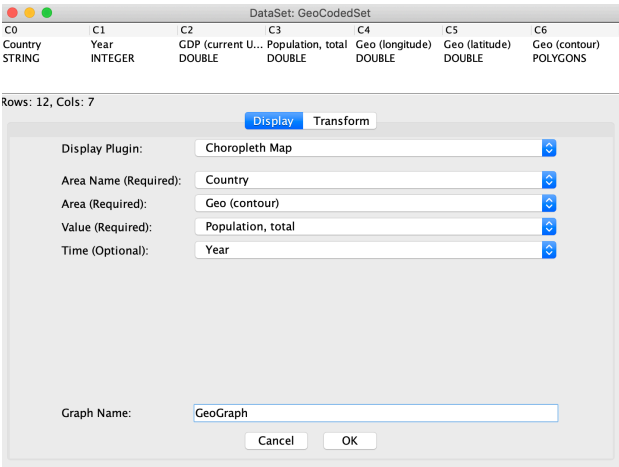 DataSet: GeoCodedSet
C0 C1 C2 C3 C4 C5 C6
Country Year GDP (current U... Population, total Geo (longitude) Geo (latitude) Geo (contour)
STRING INTEGER DOUBLE DOUBLE DOUBLE DOUBLE POLYGONS
Rows: 12, Cols: 7
Display Transform
Display Plugin: Choropleth Map
Area Name (Required): Country
Area (Required): Geo (contour)
Value (Required): Population, total
Time (Optional): Year
Graph Name: GeoGraph
Cancel OK